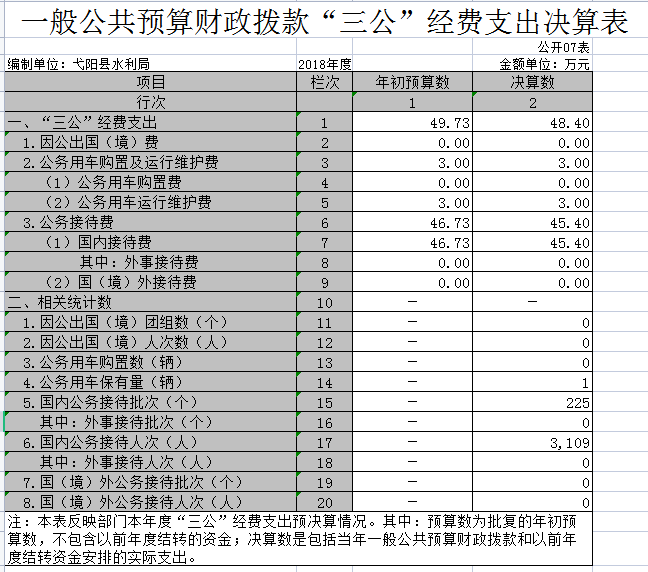 一般公共预算财政拨款“三公”经费支出决算表
公开07表
编制单位：弋阳县水利局 2018年度 金额单位：万元
项目 栏次 年初预算数 决算数
行次 1 2
一、“三公”经费支出 1 49.73 48.40
1.因公出国（境）费 2 0.00 0.00
2.公务用车购置及运行维护费 3 3.00 3.00
（1）公务用车购置费 4 0.00 0.00
（2）公务用车运行维护费 5 3.00 3.00
3.公务接待费 6 46.73 45.40
（1）国内接待费 7 46.73 45.40
其中：外事接待费 8 0.00 0.00
（2）国（境）外接待费 9 0.00 0.00
二、相关统计数 10 — —
1.因公出国（境）团组数（个） 11 — 0
2.因公出国（境）人次数（人） 12 — 0
3.公务用车购置数（辆） 13 — 0
4.公务用车保有量（辆） 14 — 1
5.国内公务接待批次（个） 15 — 225
其中：外事接待批次（个） 16 — 0
6.国内公务接待人次（人） 17 — 3,109
其中：外事接待人次（人） 18 — 0
7.国（境）外公务接待批次（个） 19 — 0
8.国（境）外公务接待人次（人） 20 — 0
注：本表反映部门本年度“三公”经费支出预决算情况。其中：预算数为批复的年初预
算数，不包含以前年度结转的资金；决算数是包括当年一般公共预算财政拨款和以前年
度结转资金安排的实际支出。